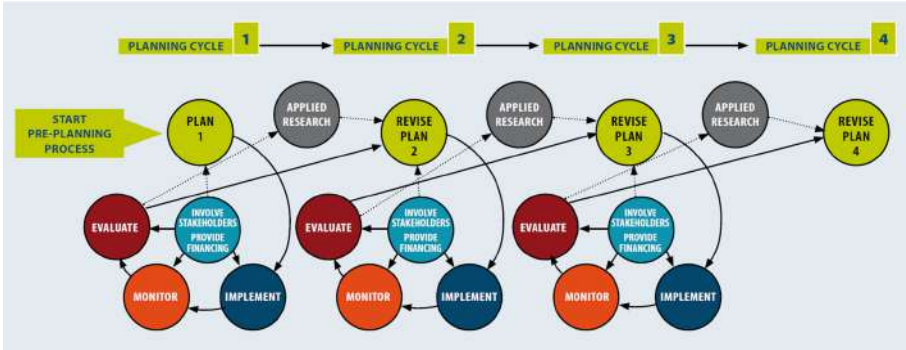 PLANNING CYCLE 1
PLANNING CYCLE 2
PLANNING CYCLE 3
PLANNING CYCLE 4
START
PRE-PLANNING
PROCESS
PLAN
1
APPLIED
RESEARCH
REVISE
PLAN
2
APPLIED
RESEARCH
REVISE
PLAN
3
APPLIED
RESEARCH
REVISE
PLAN
4
EVALUATE
INVOLVE
STAKEHOLDERS
PROVIDE
FINANCING
MONITOR
IMPLEMENT
EVALUATE
INVOLVE
STAKEHOLDERS
PROVIDE
FINANCING
MONITOR
IMPLEMENT
EVALUATE
INVOLVE
STAKEHOLDERS
PROVIDE
FINANCING
MONITOR
IMPLEMENT